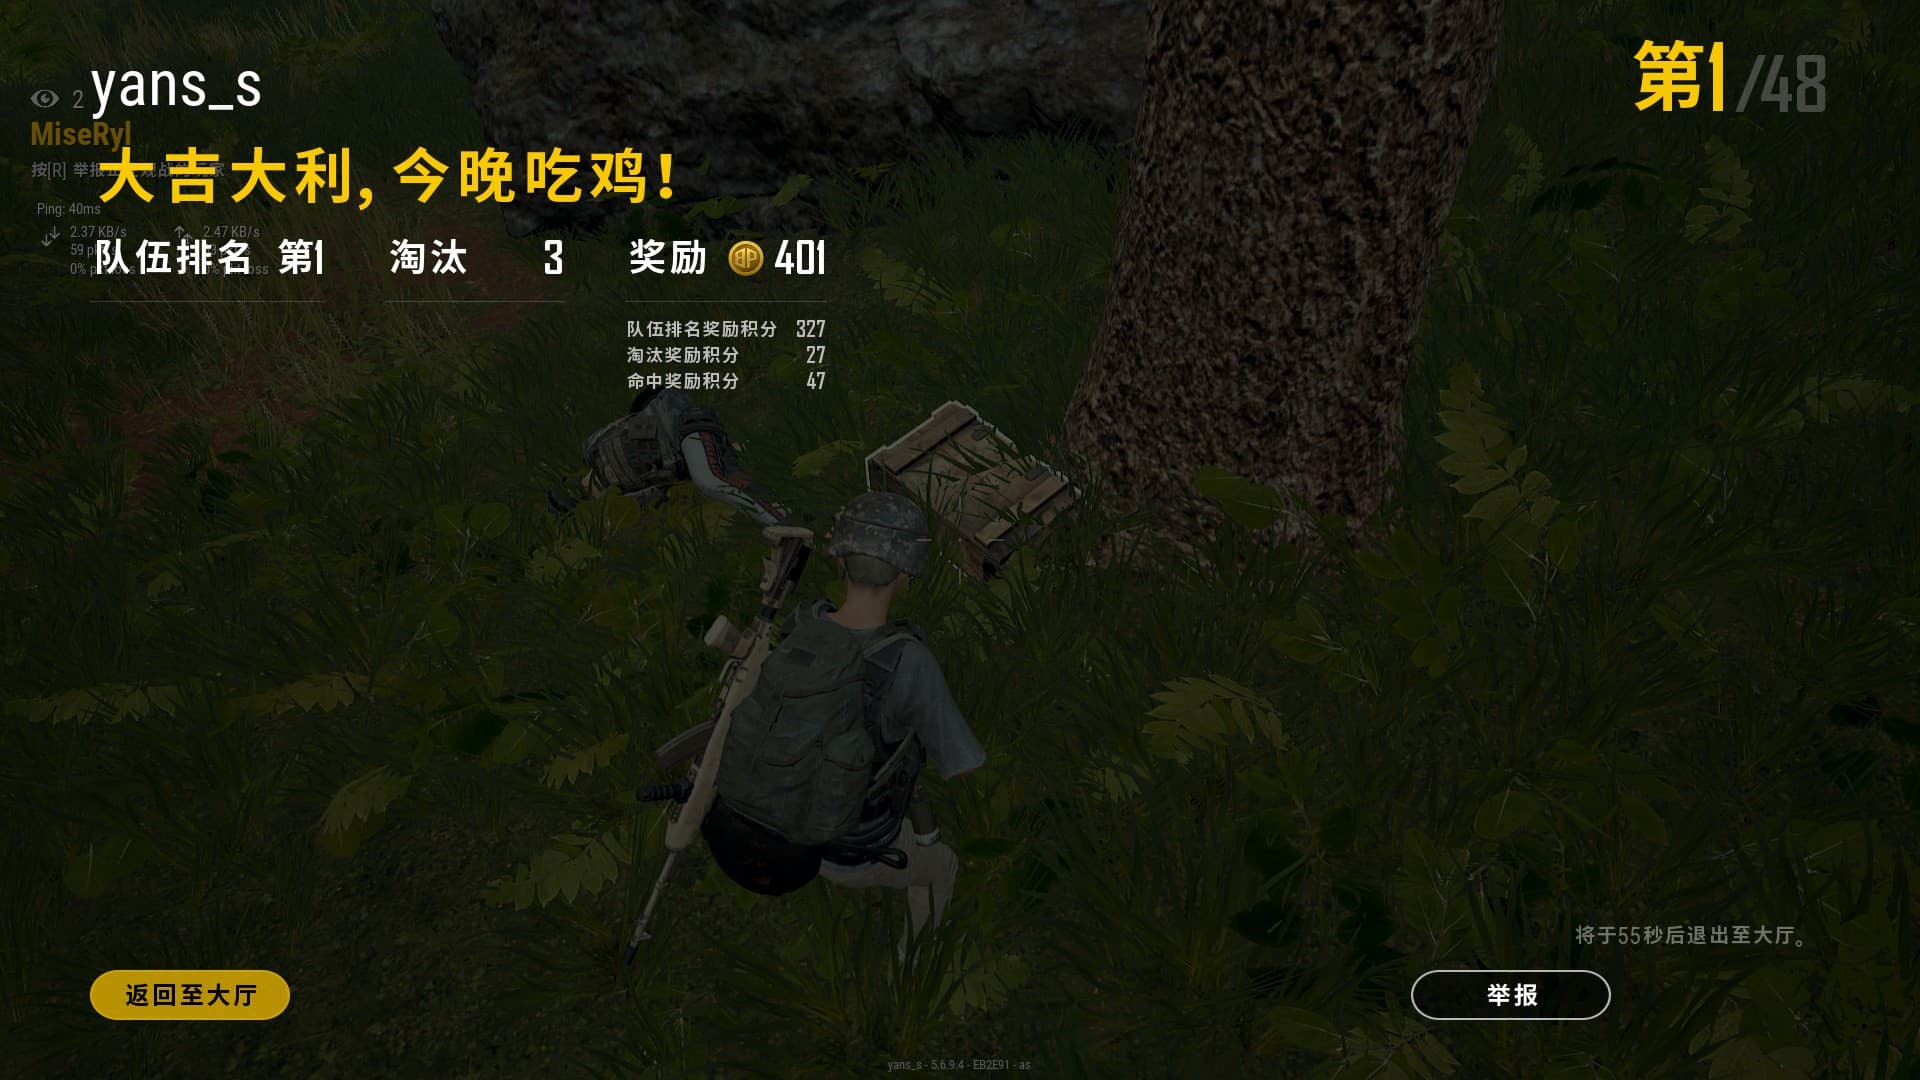 yans_s
第1/48
2
MiseRyl
大吉大利, 今晚吃鸡!
按[R] 举报
Ping: 40ms
2.37 KB/s 2.47 KB/s
队伍排名 第1 淘汰 3 奖励 BP 401
队伍排名奖励积分 327
淘汰奖励积分 27
命中奖励积分 47
将于55秒后退出至大厅。
返回至大厅 举报
yans_s - 5.6.9.4 - EB2E91 - as